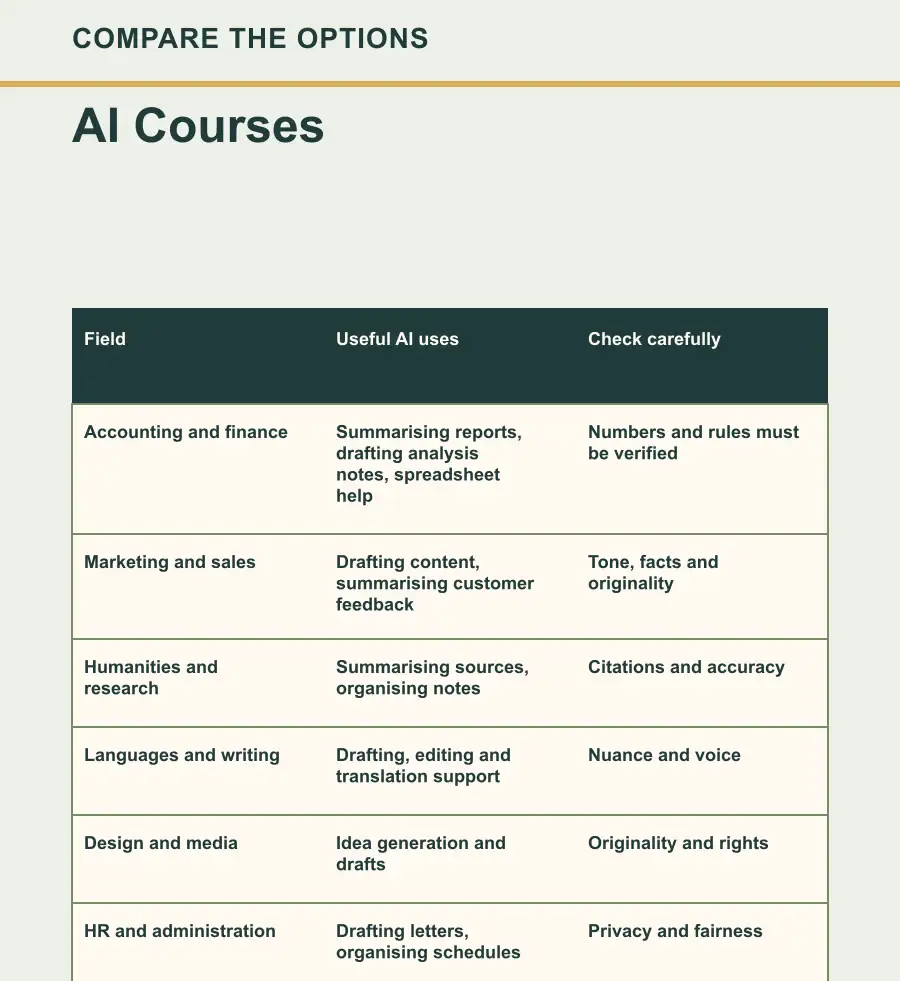 COMPARE THE OPTIONS
AI Courses
Field
Useful AI uses
Check carefully
Accounting and finance
Summarising reports,
drafting analysis
notes, spreadsheet
help
Numbers and rules must
be verified
Marketing and sales
Drafting content,
summarising customer
feedback
Tone, facts and
originality
Humanities and
research
Summarising sources,
organising notes
Citations and accuracy
Languages and writing
Drafting, editing and
translation support
Nuance and voice
Design and media
Idea generation and
drafts
Originality and rights
HR and administration
Drafting letters,
organising schedules
Privacy and fairness